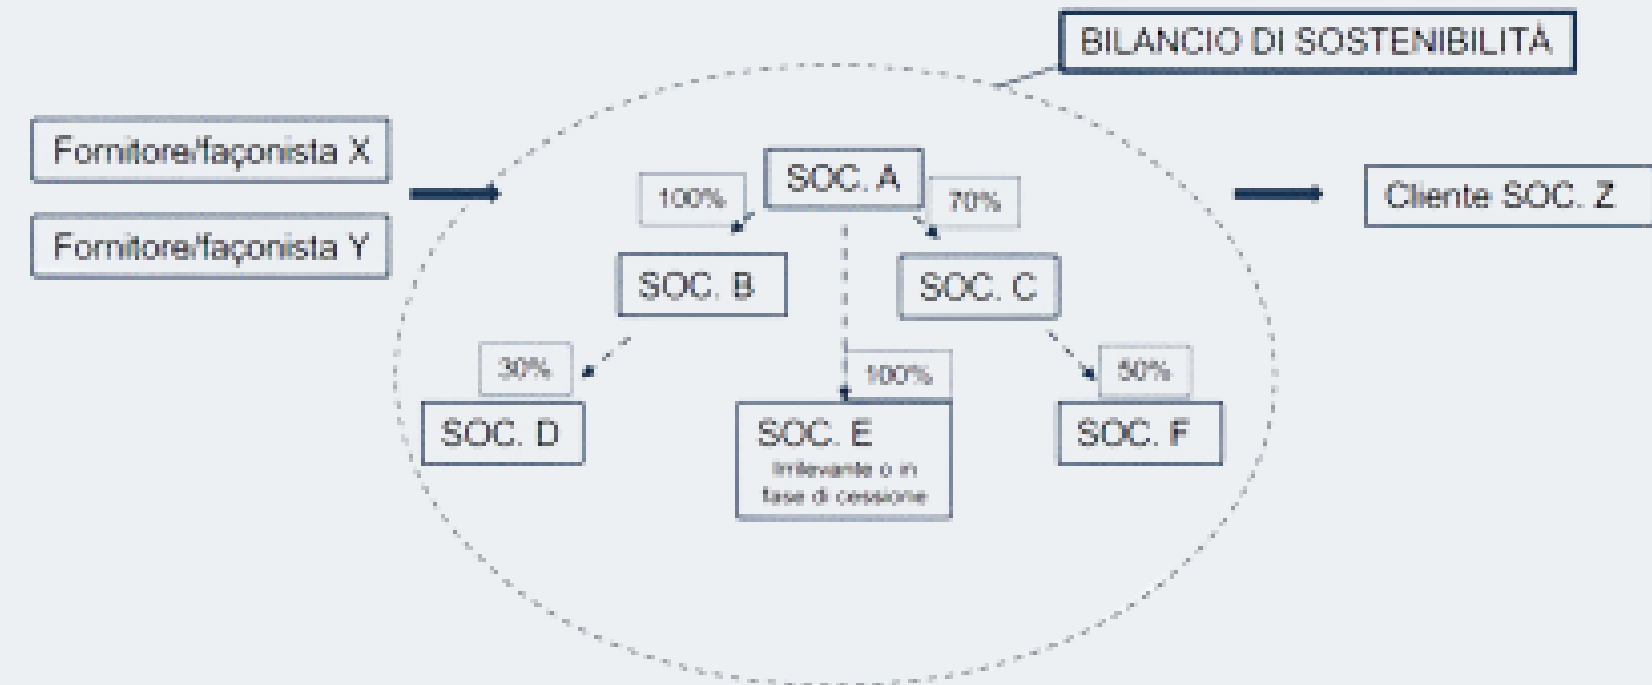 BILANCIO DI SOSTENIBILITÀ
Fornitore/façonista X
Fornitore/façonista Y
SOC. A
100%
70%
Cliente SOC. Z
SOC. B
SOC. C
30%
100%
50%
SOC. D
SOC. E
Irrilevante o in
fase di cessione
SOC. F